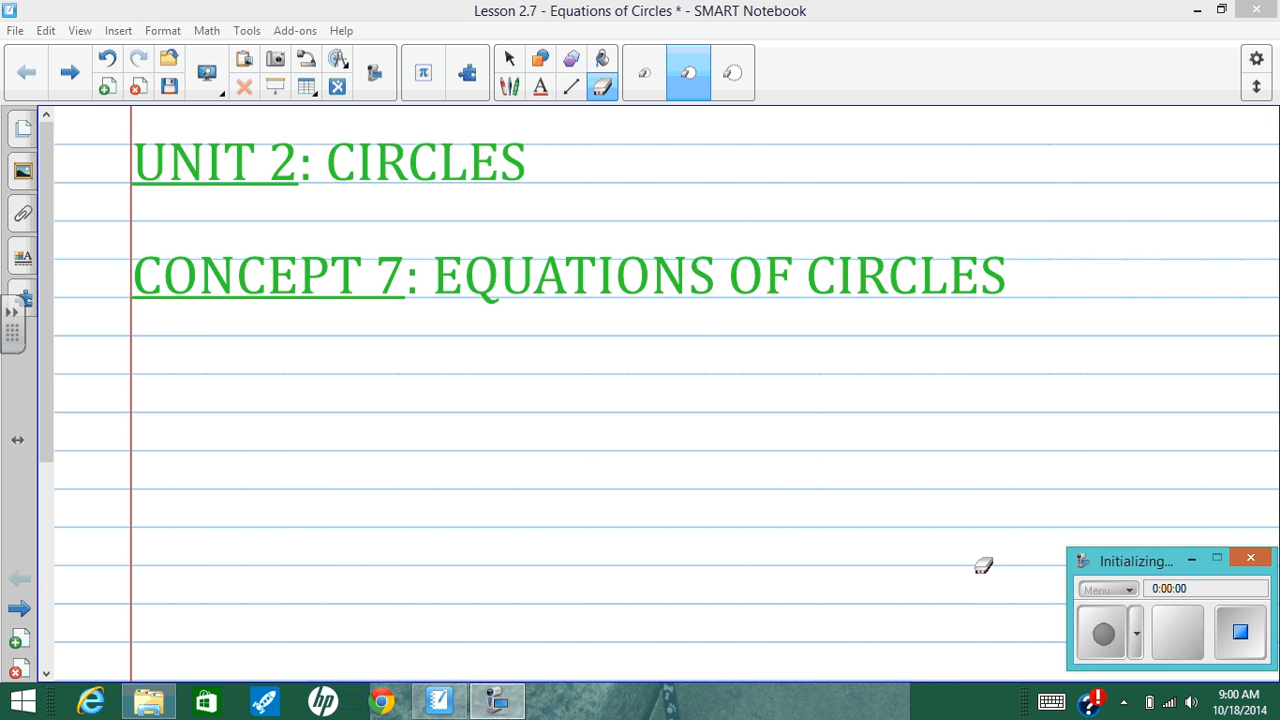 Lesson 2.7 - Equations of Circles * - SMART Notebook
File Edit View Insert Format Math Tools Add-ons Help
UNIT 2: CIRCLES
CONCEPT 7: EQUATIONS OF CIRCLES
Initializing...
Menu 0:00:00
9:00 AM
10/18/2014